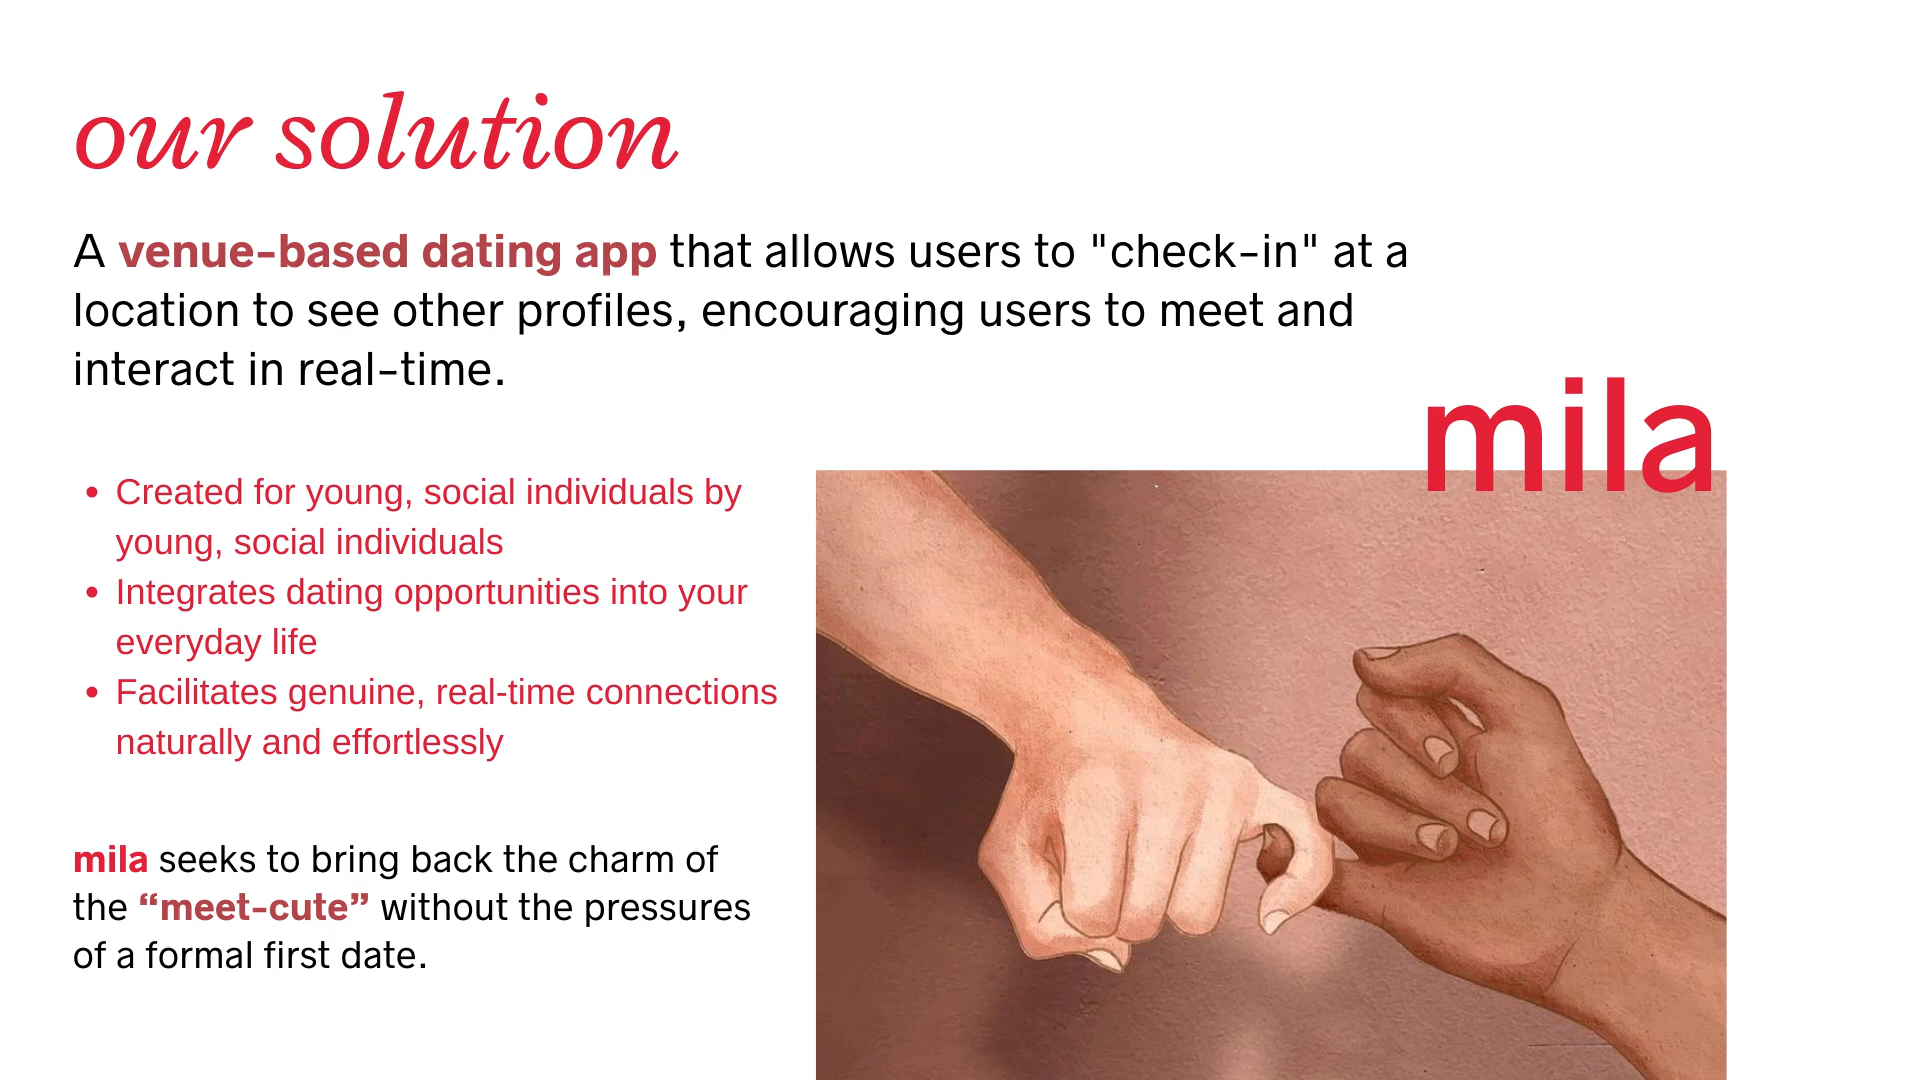 our solution
A venue-based dating app that allows users to "check-in" at a
location to see other profiles, encouraging users to meet and
interact in real-time.
mila
• Created for young, social individuals by
young, social individuals
• Integrates dating opportunities into your
everyday life
• Facilitates genuine, real-time connections
naturally and effortlessly
mila seeks to bring back the charm of
the “meet-cute” without the pressures
of a formal first date.